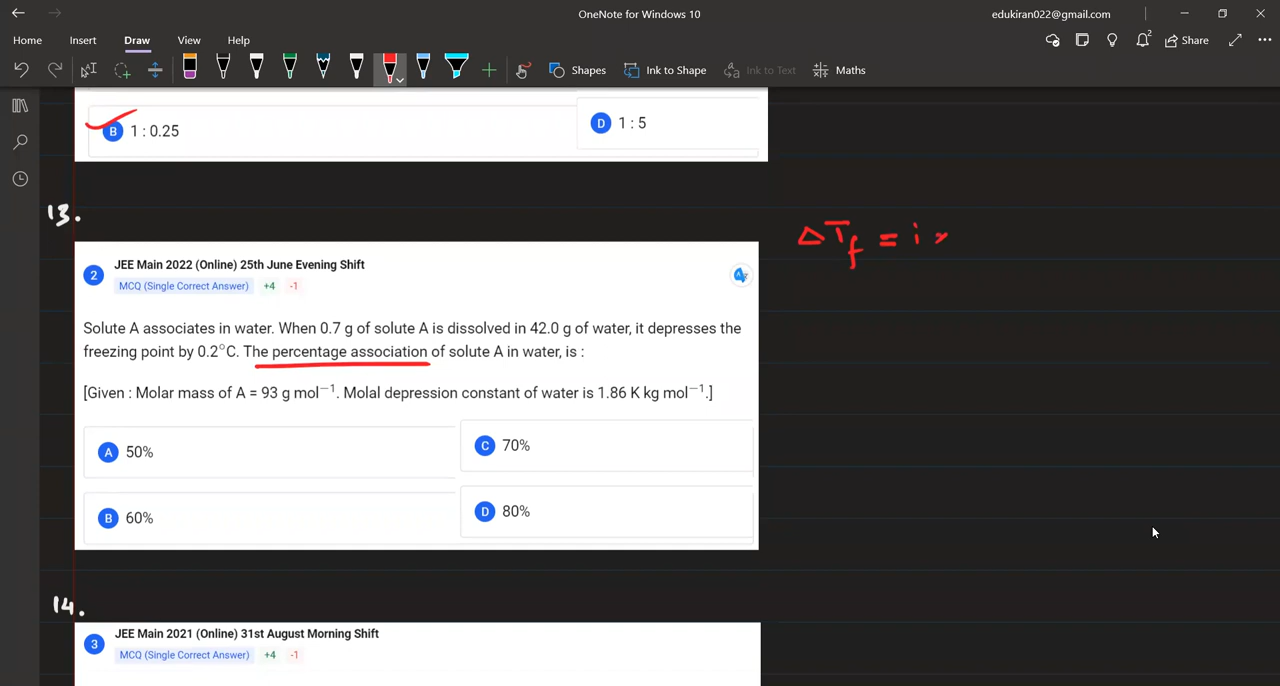 OneNote for Windows 10
edukiran022@gmail.com
Home Insert Draw View Help
2
Share
Shapes Ink to Shape Ink to Text Maths
B 1 : 0.25
D 1 : 5
13.
ΔTf = i ×
2 JEE Main 2022 (Online) 25th June Evening Shift
MCQ (Single Correct Answer) +4 -1
Solute A associates in water. When 0.7 g of solute A is dissolved in 42.0 g of water, it depresses the
freezing point by 0.2°C. The percentage association of solute A in water, is :
[Given : Molar mass of A = 93 g mol⁻¹. Molal depression constant of water is 1.86 K kg mol⁻¹.]
A 50%
C 70%
B 60%
D 80%
14.
3 JEE Main 2021 (Online) 31st August Morning Shift
MCQ (Single Correct Answer) +4 -1